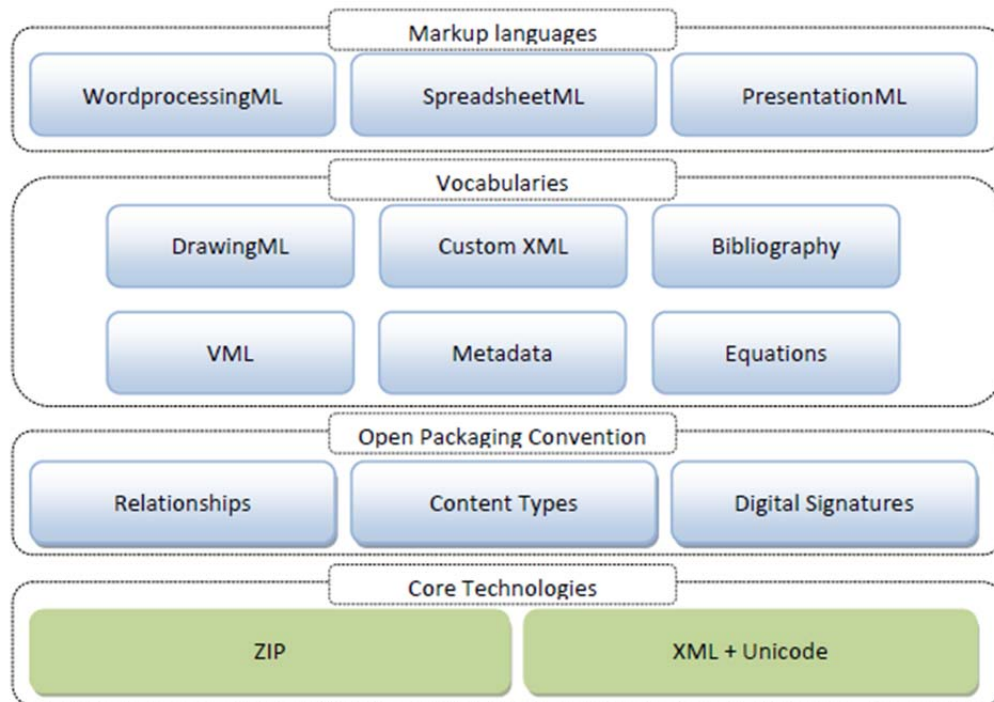 Markup languages
WordprocessingML
SpreadsheetML
PresentationML
Vocabularies
DrawingML
Custom XML
Bibliography
VML
Metadata
Equations
Open Packaging Convention
Relationships
Content Types
Digital Signatures
Core Technologies
ZIP
XML + Unicode